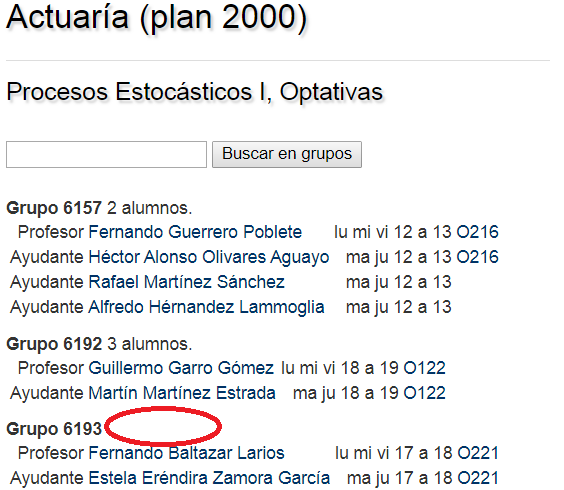 Actuaría (plan 2000)
Procesos Estocásticos I, Optativas
Buscar en grupos
Grupo 6157 2 alumnos.
Profesor Fernando Guerrero Poblete lu mi vi 12 a 13 O216
Ayudante Héctor Alonso Olivares Aguayo ma ju 12 a 13 O216
Ayudante Rafael Martínez Sánchez ma ju 12 a 13
Ayudante Alfredo Hérnandez Lammoglia ma ju 12 a 13
Grupo 6192 3 alumnos.
Profesor Guillermo Garro Gómez lu mi vi 18 a 19 O122
Ayudante Martín Martínez Estrada ma ju 18 a 19 O122
Grupo 6193
Profesor Fernando Baltazar Larios lu mi vi 17 a 18 O221
Ayudante Estela Eréndira Zamora García ma ju 17 a 18 O221